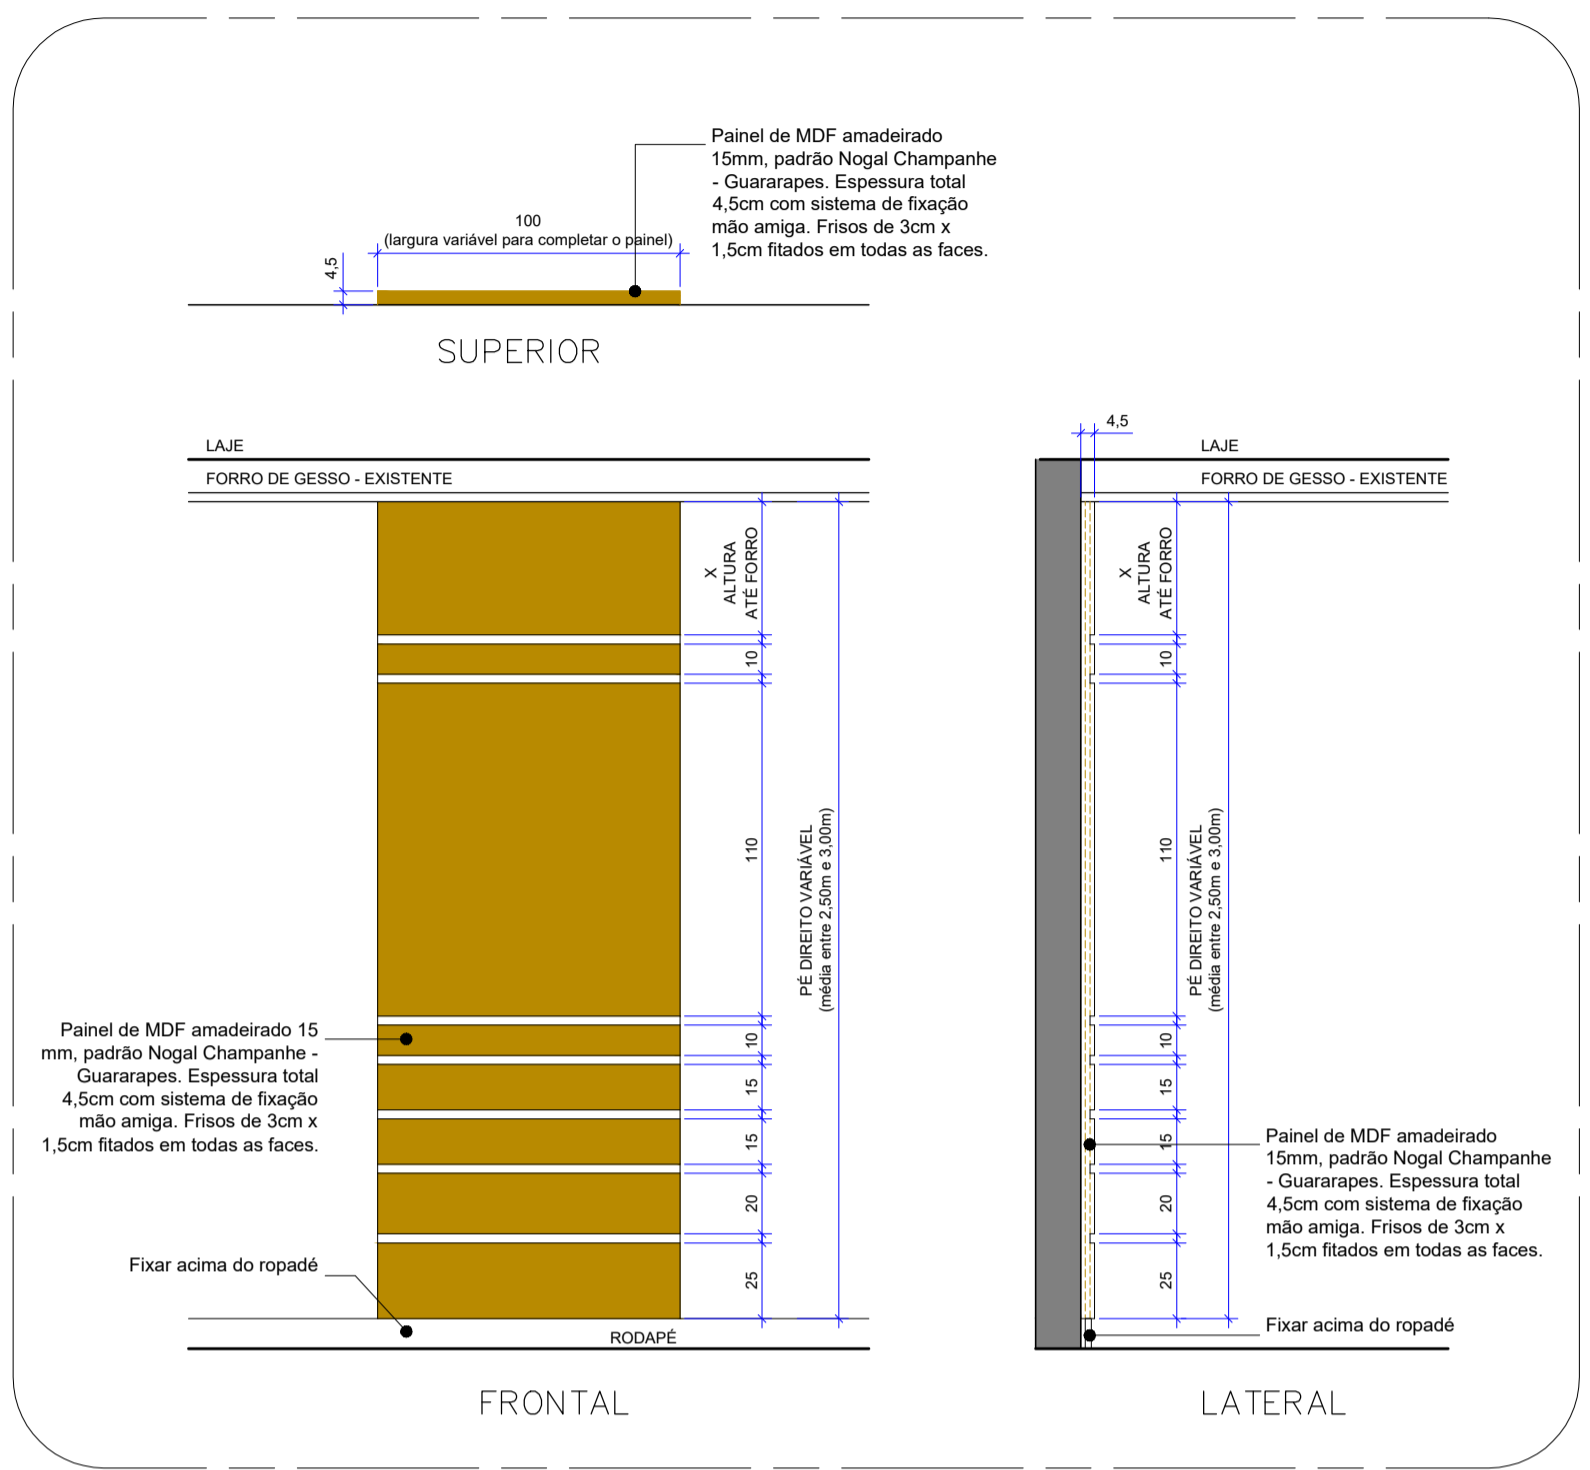 Painel de MDF amadeirado
15mm, padrão Nogal Champanhe
- Guararapes. Espessura total
4,5cm com sistema de fixação
mão amiga. Frisos de 3cm x
1,5cm fitados em todas as faces.
100
(largura variável para completar o painel)
4,5
SUPERIOR
LAJE
FORRO DE GESSO - EXISTENTE
X
ALTURA
ATÉ FORRO
10
110
10
15
15
20
25
PÉ DIREITO VARIÁVEL
(média entre 2,50m e 3,00m)
Painel de MDF amadeirado 15
mm, padrão Nogal Champanhe -
Guararapes. Espessura total
4,5cm com sistema de fixação
mão amiga. Frisos de 3cm x
1,5cm fitados em todas as faces.
Fixar acima do ropadé
RODAPÉ
FRONTAL
4,5
LAJE
FORRO DE GESSO - EXISTENTE
X
ALTURA
ATÉ FORRO
10
110
10
15
15
20
25
PÉ DIREITO VARIÁVEL
(média entre 2,50m e 3,00m)
Painel de MDF amadeirado
15mm, padrão Nogal Champanhe
- Guararapes. Espessura total
4,5cm com sistema de fixação
mão amiga. Frisos de 3cm x
1,5cm fitados em todas as faces.
Fixar acima do ropadé
LATERAL